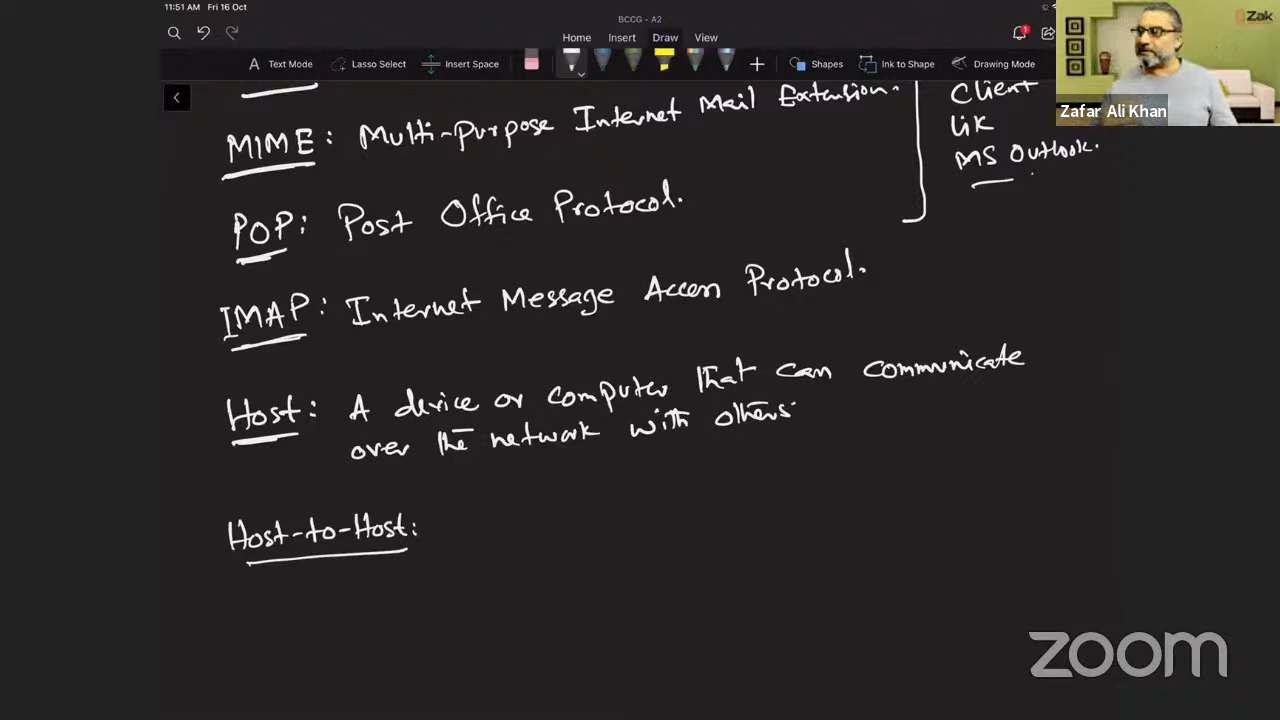 11:51 AM Fri 16 Oct
BCCG - A2
Home Insert Draw View
Text Mode Lasso Select Insert Space Shapes Ink to Shape Drawing Mode
Zak
Zafar Ali Khan
MIME: Multi-Purpose Internet Mail Extension.
Client
lik
MS Outlook.
POP: Post Office Protocol.
IMAP: Internet Message Access Protocol.
Host: A device or computer that can communicate
over the network with others
Host-to-Host:
zoom